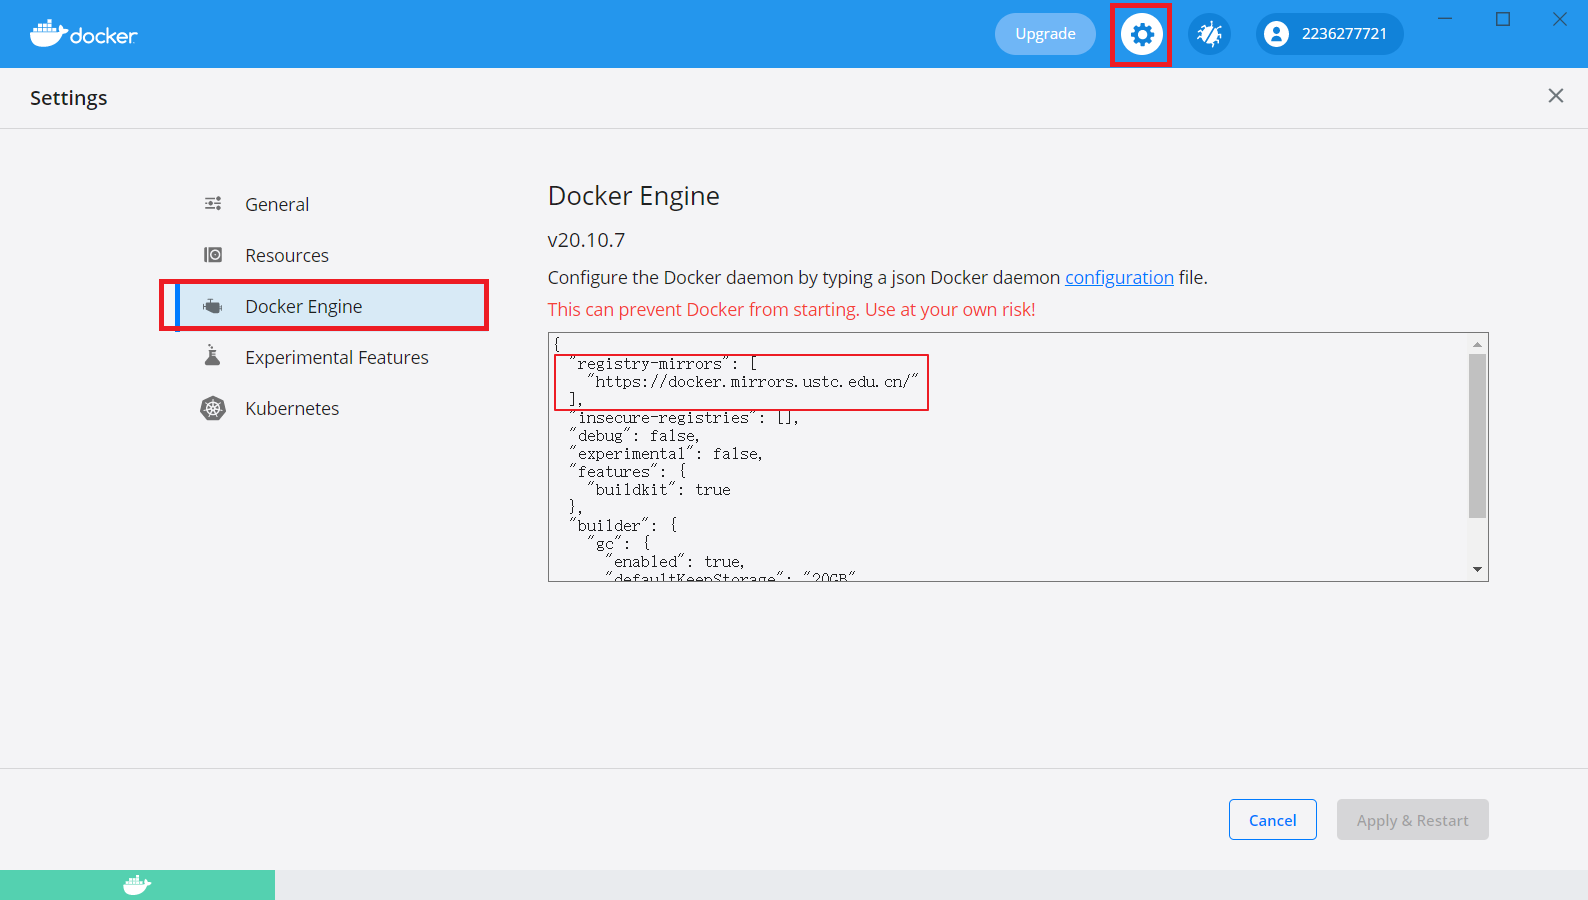 docker
Upgrade
2236277721
Settings
General
Resources
Docker Engine
Experimental Features
Kubernetes
Docker Engine
v20.10.7
Configure the Docker daemon by typing a json Docker daemon configuration file.
This can prevent Docker from starting. Use at your own risk!
{
"registry-mirrors": [
"https://docker.mirrors.ustc.edu.cn/"
],
"insecure-registries": [],
"debug": false,
"experimental": false,
"features": {
"buildkit": true
},
"builder": {
"gc": {
"enabled": true,
"defaultKeepStorage": "20GB"
Cancel
Apply & Restart